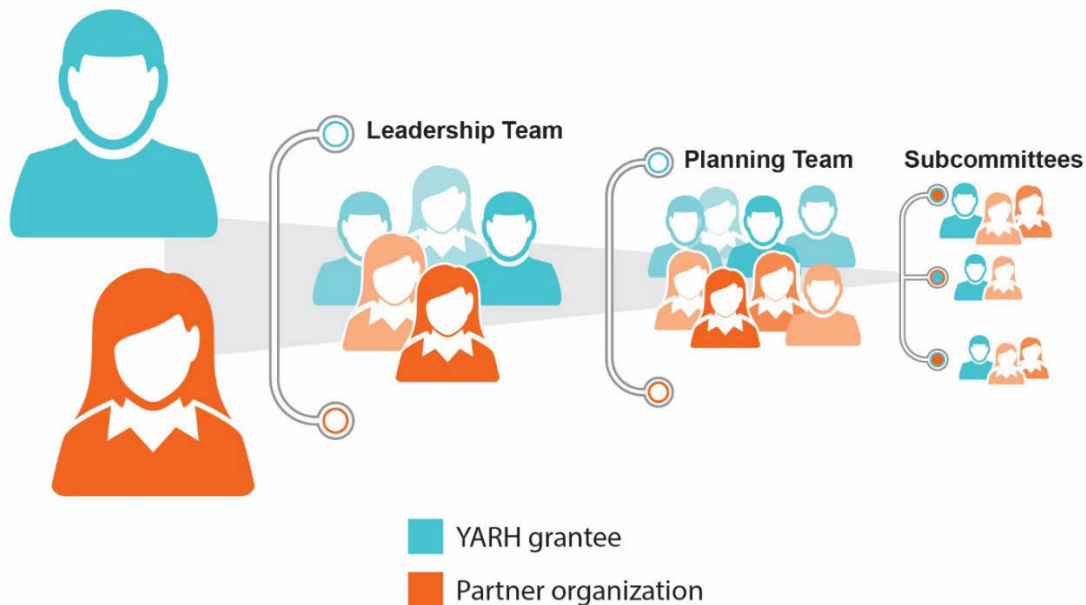 Leadership Team
Planning Team
Subcommittees
YARH grantee
Partner organization